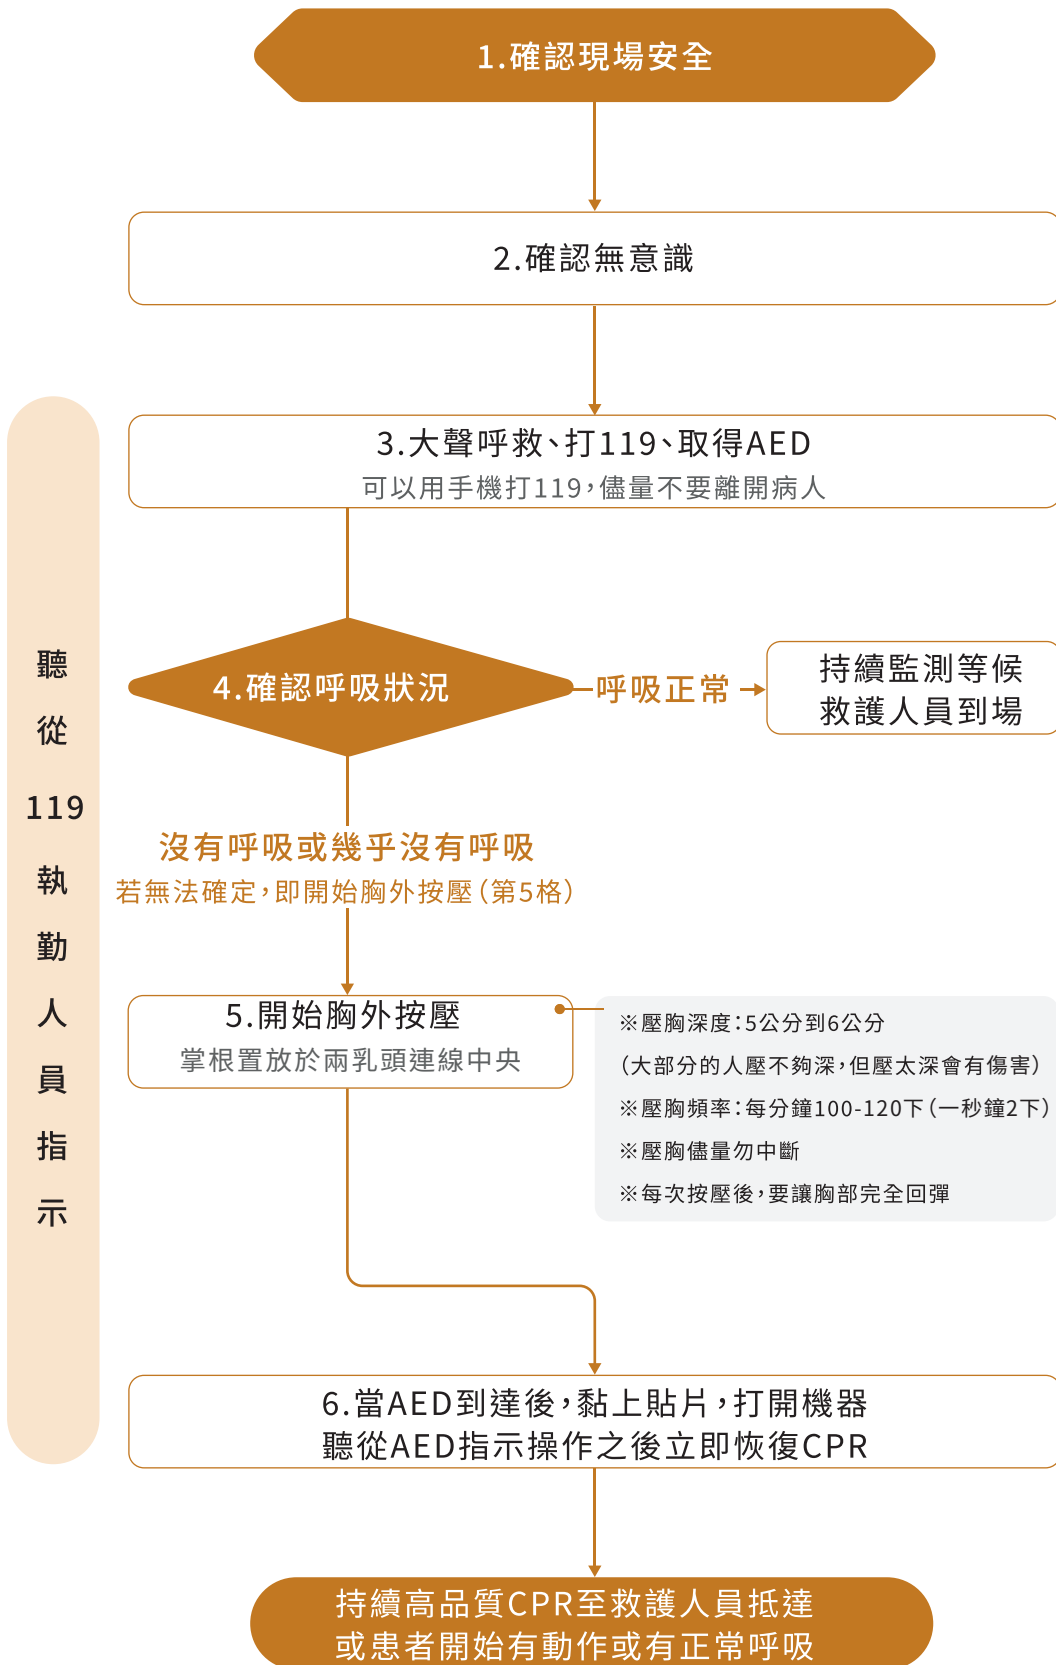 1.確認現場安全
2.確認無意識
3.大聲呼救、打119、取得AED
可以用手機打119，儘量不要離開病人
聽從119執勤人員指示
4.確認呼吸狀況
呼吸正常
持續監測等候
救護人員到場
沒有呼吸或幾乎沒有呼吸
若無法確定，即開始胸外按壓（第5格）
5.開始胸外按壓
掌根置放於兩乳頭連線中央
※壓胸深度：5公分到6公分
（大部分的人壓不夠深，但壓太深會有傷害）
※壓胸頻率：每分鐘100-120下（一秒鐘2下）
※壓胸儘量勿中斷
※每次按壓後，要讓胸部完全回彈
6.當AED到達後，黏上貼片，打開機器
聽從AED指示操作之後立即恢復CPR
持續高品質CPR至救護人員抵達
或患者開始有動作或有正常呼吸